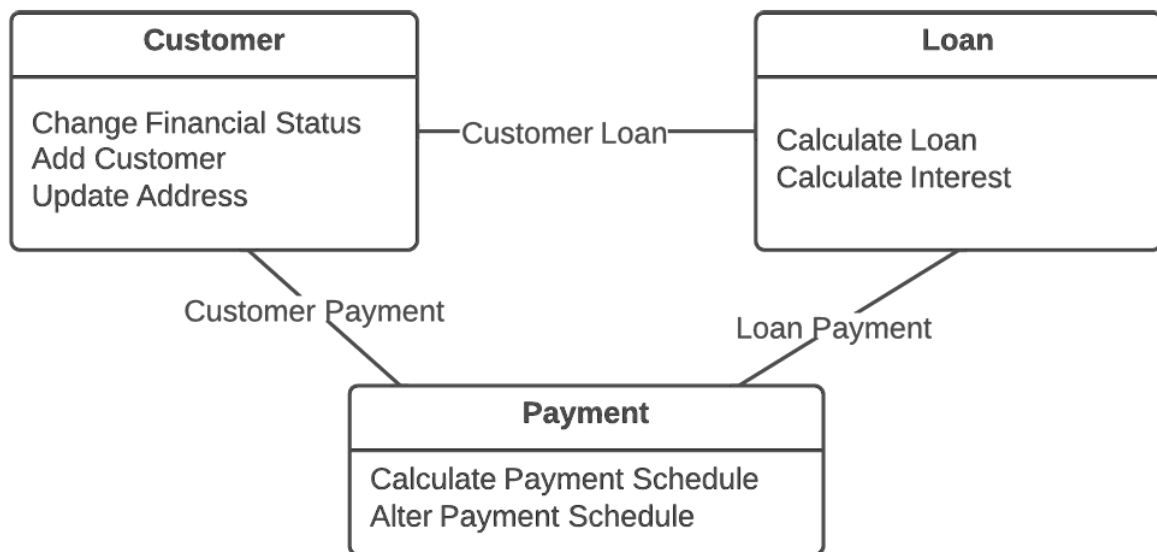 Customer
Change Financial Status
Add Customer
Update Address
Customer Loan
Loan
Calculate Loan
Calculate Interest
Customer Payment
Loan Payment
Payment
Calculate Payment Schedule
Alter Payment Schedule